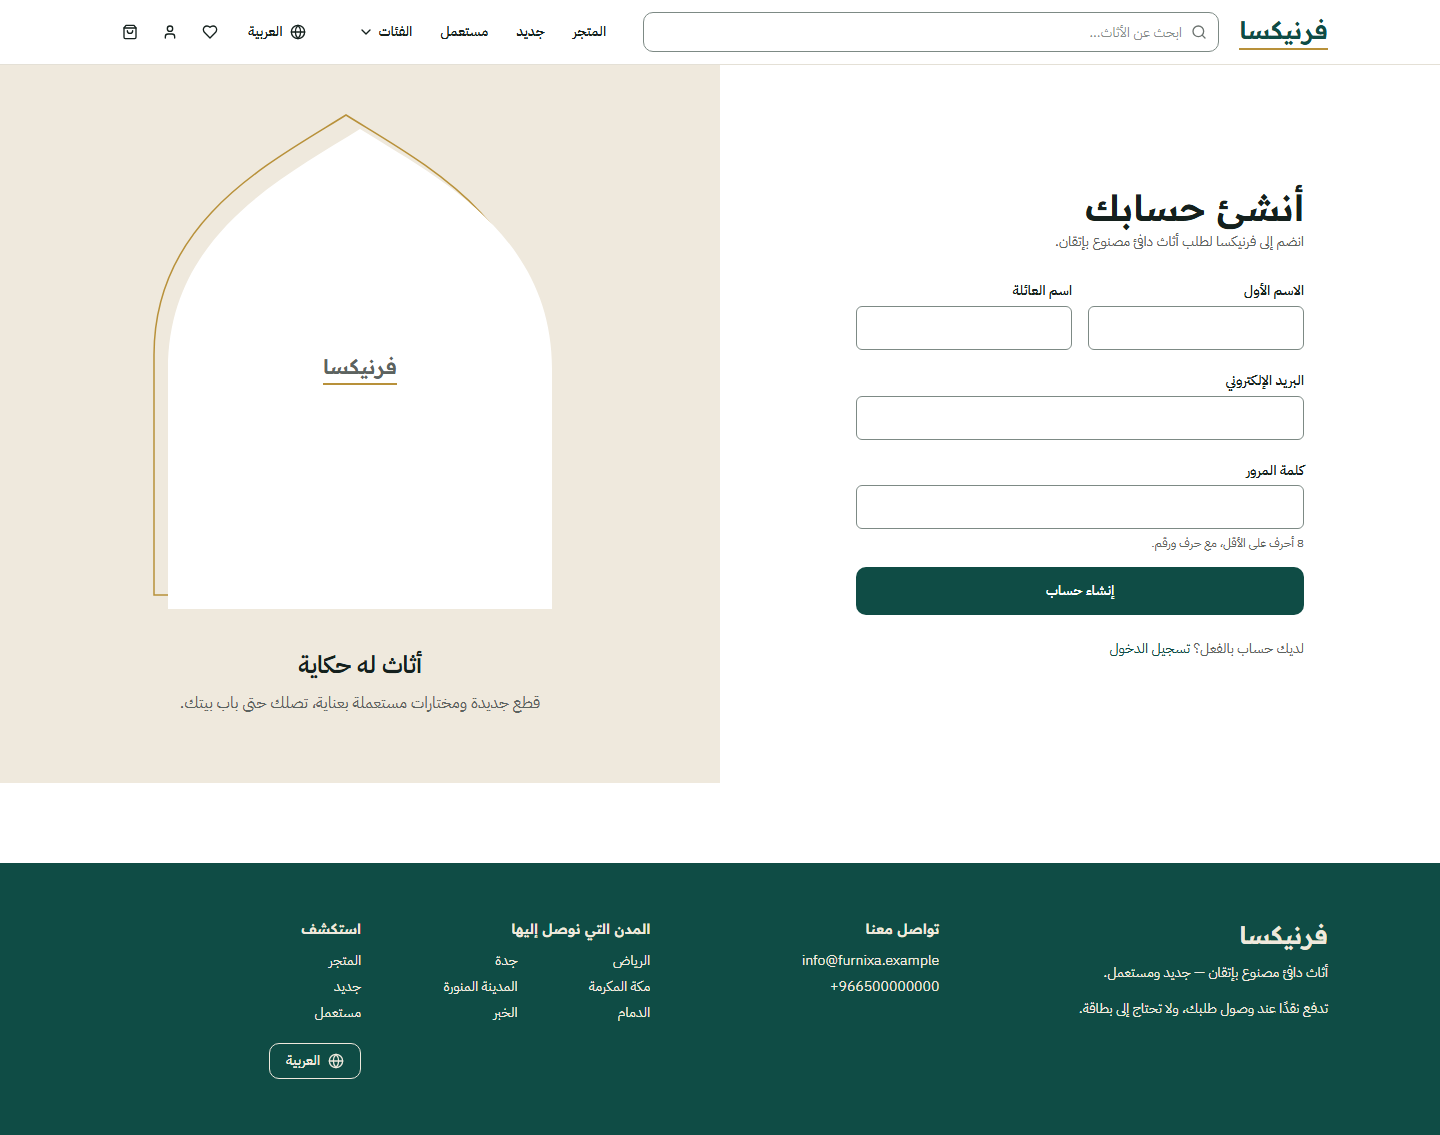 فرنيكسا
ابحث عن الأثاث...
المتجر
جديد
مستعمل
الفئات
العربية
أنشئ حسابك
انضم إلى فرنيكسا لطلب أثاث دافئ مصنوع بإتقان.
الاسم الأول
اسم العائلة
البريد الإلكتروني
كلمة المرور
8 أحرف على الأقل، مع حرف ورقم.
إنشاء حساب
لديك حساب بالفعل؟ تسجيل الدخول
فرنيكسا
أثاث له حكاية
قطع جديدة ومختارات مستعملة بعناية، تصلك حتى باب بيتك.
فرنيكسا
أثاث دافئ مصنوع بإتقان — جديد ومستعمل.
تدفع نقدًا عند وصول طلبك، ولا تحتاج إلى بطاقة.
تواصل معنا
info@furnixa.example
+966500000000
المدن التي نوصل إليها
الرياض
جدة
مكة المكرمة
المدينة المنورة
الدمام
الخبر
استكشف
المتجر
جديد
مستعمل
العربية